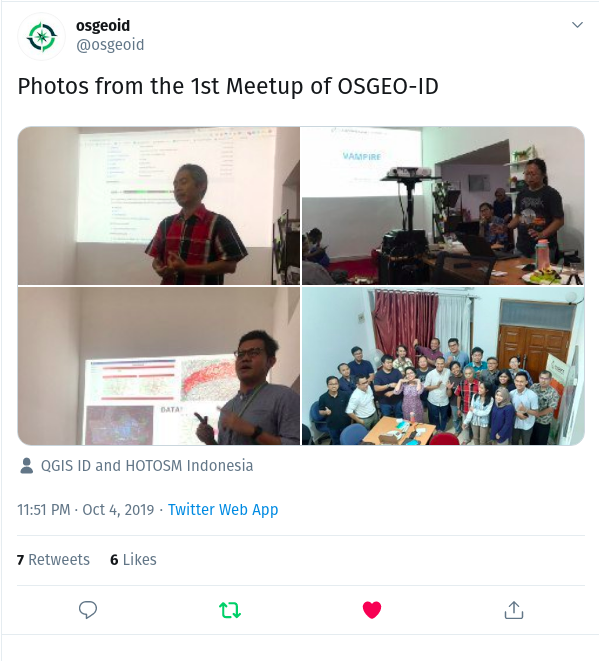 osgeoid
@osgeoid
Photos from the 1st Meetup of OSGEO-ID
VAMPIRE
DATA
QGIS ID and HOTOSM Indonesia
11:51 PM · Oct 4, 2019 · Twitter Web App
7 Retweets 6 Likes